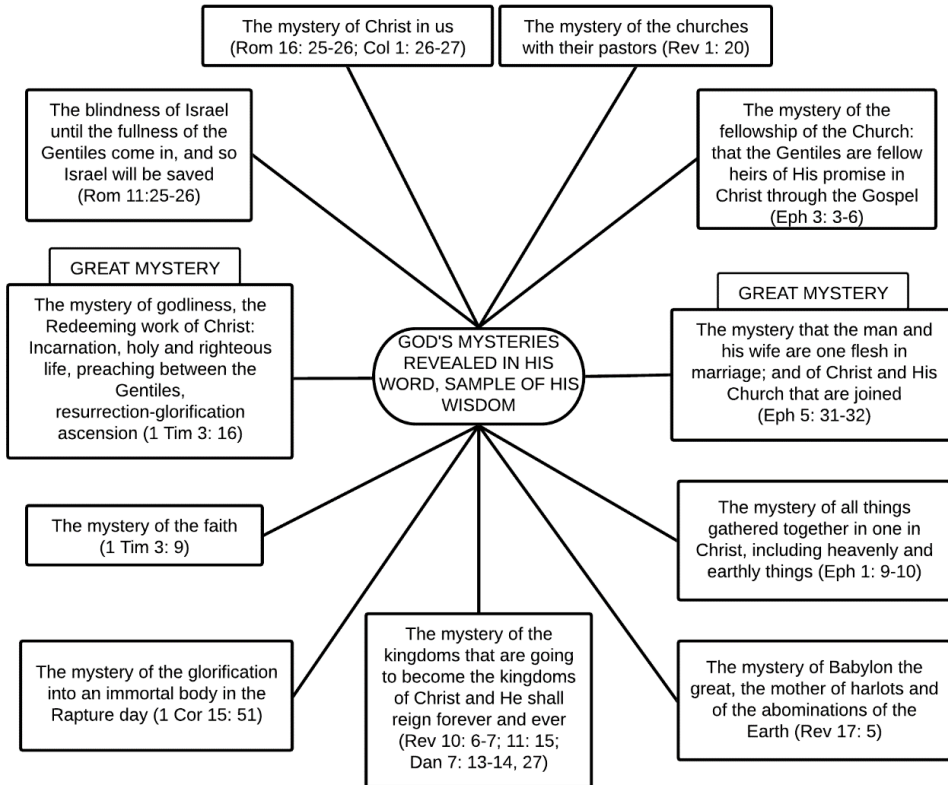 The mystery of Christ in us
(Rom 16: 25-26; Col 1: 26-27)
The mystery of the churches
with their pastors (Rev 1: 20)
The blindness of Israel
until the fullness of the
Gentiles come in, and so
Israel will be saved
(Rom 11:25-26)
The mystery of the
fellowship of the Church:
that the Gentiles are fellow
heirs of His promise in
Christ through the Gospel
(Eph 3: 3-6)
GREAT MYSTERY
The mystery of godliness, the
Redeeming work of Christ:
Incarnation, holy and righteous
life, preaching between the
Gentiles,
resurrection-glorification
ascension (1 Tim 3: 16)
GOD'S MYSTERIES
REVEALED IN HIS
WORD, SAMPLE OF HIS
WISDOM
GREAT MYSTERY
The mystery that the man and
his wife are one flesh in
marriage; and of Christ and His
Church that are joined
(Eph 5: 31-32)
The mystery of the faith
(1 Tim 3: 9)
The mystery of all things
gathered together in one in
Christ, including heavenly and
earthly things (Eph 1: 9-10)
The mystery of the glorification
into an immortal body in the
Rapture day (1 Cor 15: 51)
The mystery of the
kingdoms that are going
to become the kingdoms
of Christ and He shall
reign forever and ever
(Rev 10: 6-7; 11: 15;
Dan 7: 13-14, 27)
The mystery of Babylon the
great, the mother of harlots and
of the abominations of the
Earth (Rev 17: 5)